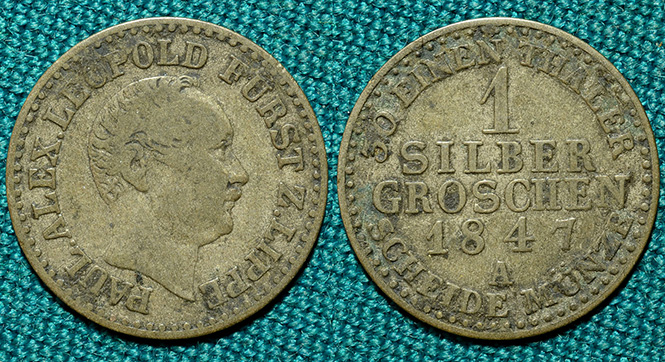 PAUL.ALEX.LEOPOLD FÜRST Z.LIPPE
30 EINEN THALER
1
SILBER
GROSCHEN
1847
A
SCHEIDE MÜNZE